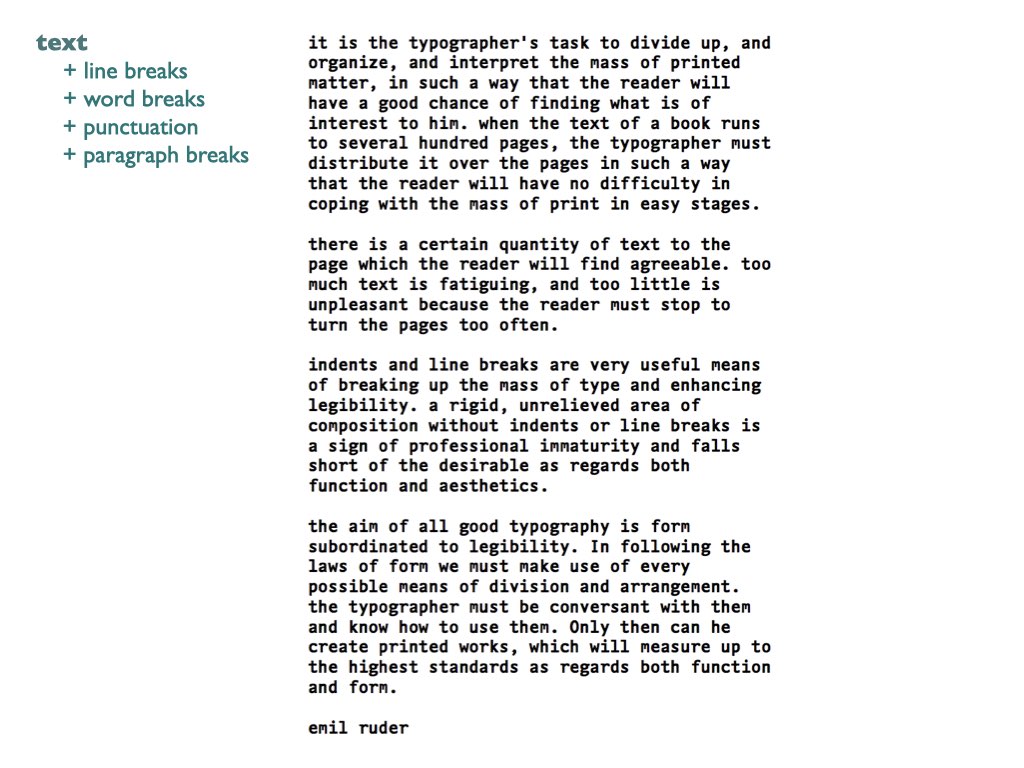 text
+ line breaks
+ word breaks
+ punctuation
+ paragraph breaks
it is the typographer's task to divide up, and
organize, and interpret the mass of printed
matter, in such a way that the reader will
have a good chance of finding what is of
interest to him. when the text of a book runs
to several hundred pages, the typographer must
distribute it over the pages in such a way
that the reader will have no difficulty in
coping with the mass of print in easy stages.
there is a certain quantity of text to the
page which the reader will find agreeable. too
much text is fatiguing, and too little is
unpleasant because the reader must stop to
turn the pages too often.
indents and line breaks are very useful means
of breaking up the mass of type and enhancing
legibility. a rigid, unrelieved area of
composition without indents or line breaks is
a sign of professional immaturity and falls
short of the desirable as regards both
function and aesthetics.
the aim of all good typography is form
subordinated to legibility. In following the
laws of form we must make use of every
possible means of division and arrangement.
the typographer must be conversant with them
and know how to use them. Only then can he
create printed works, which will measure up to
the highest standards as regards both function
and form.
emil ruder